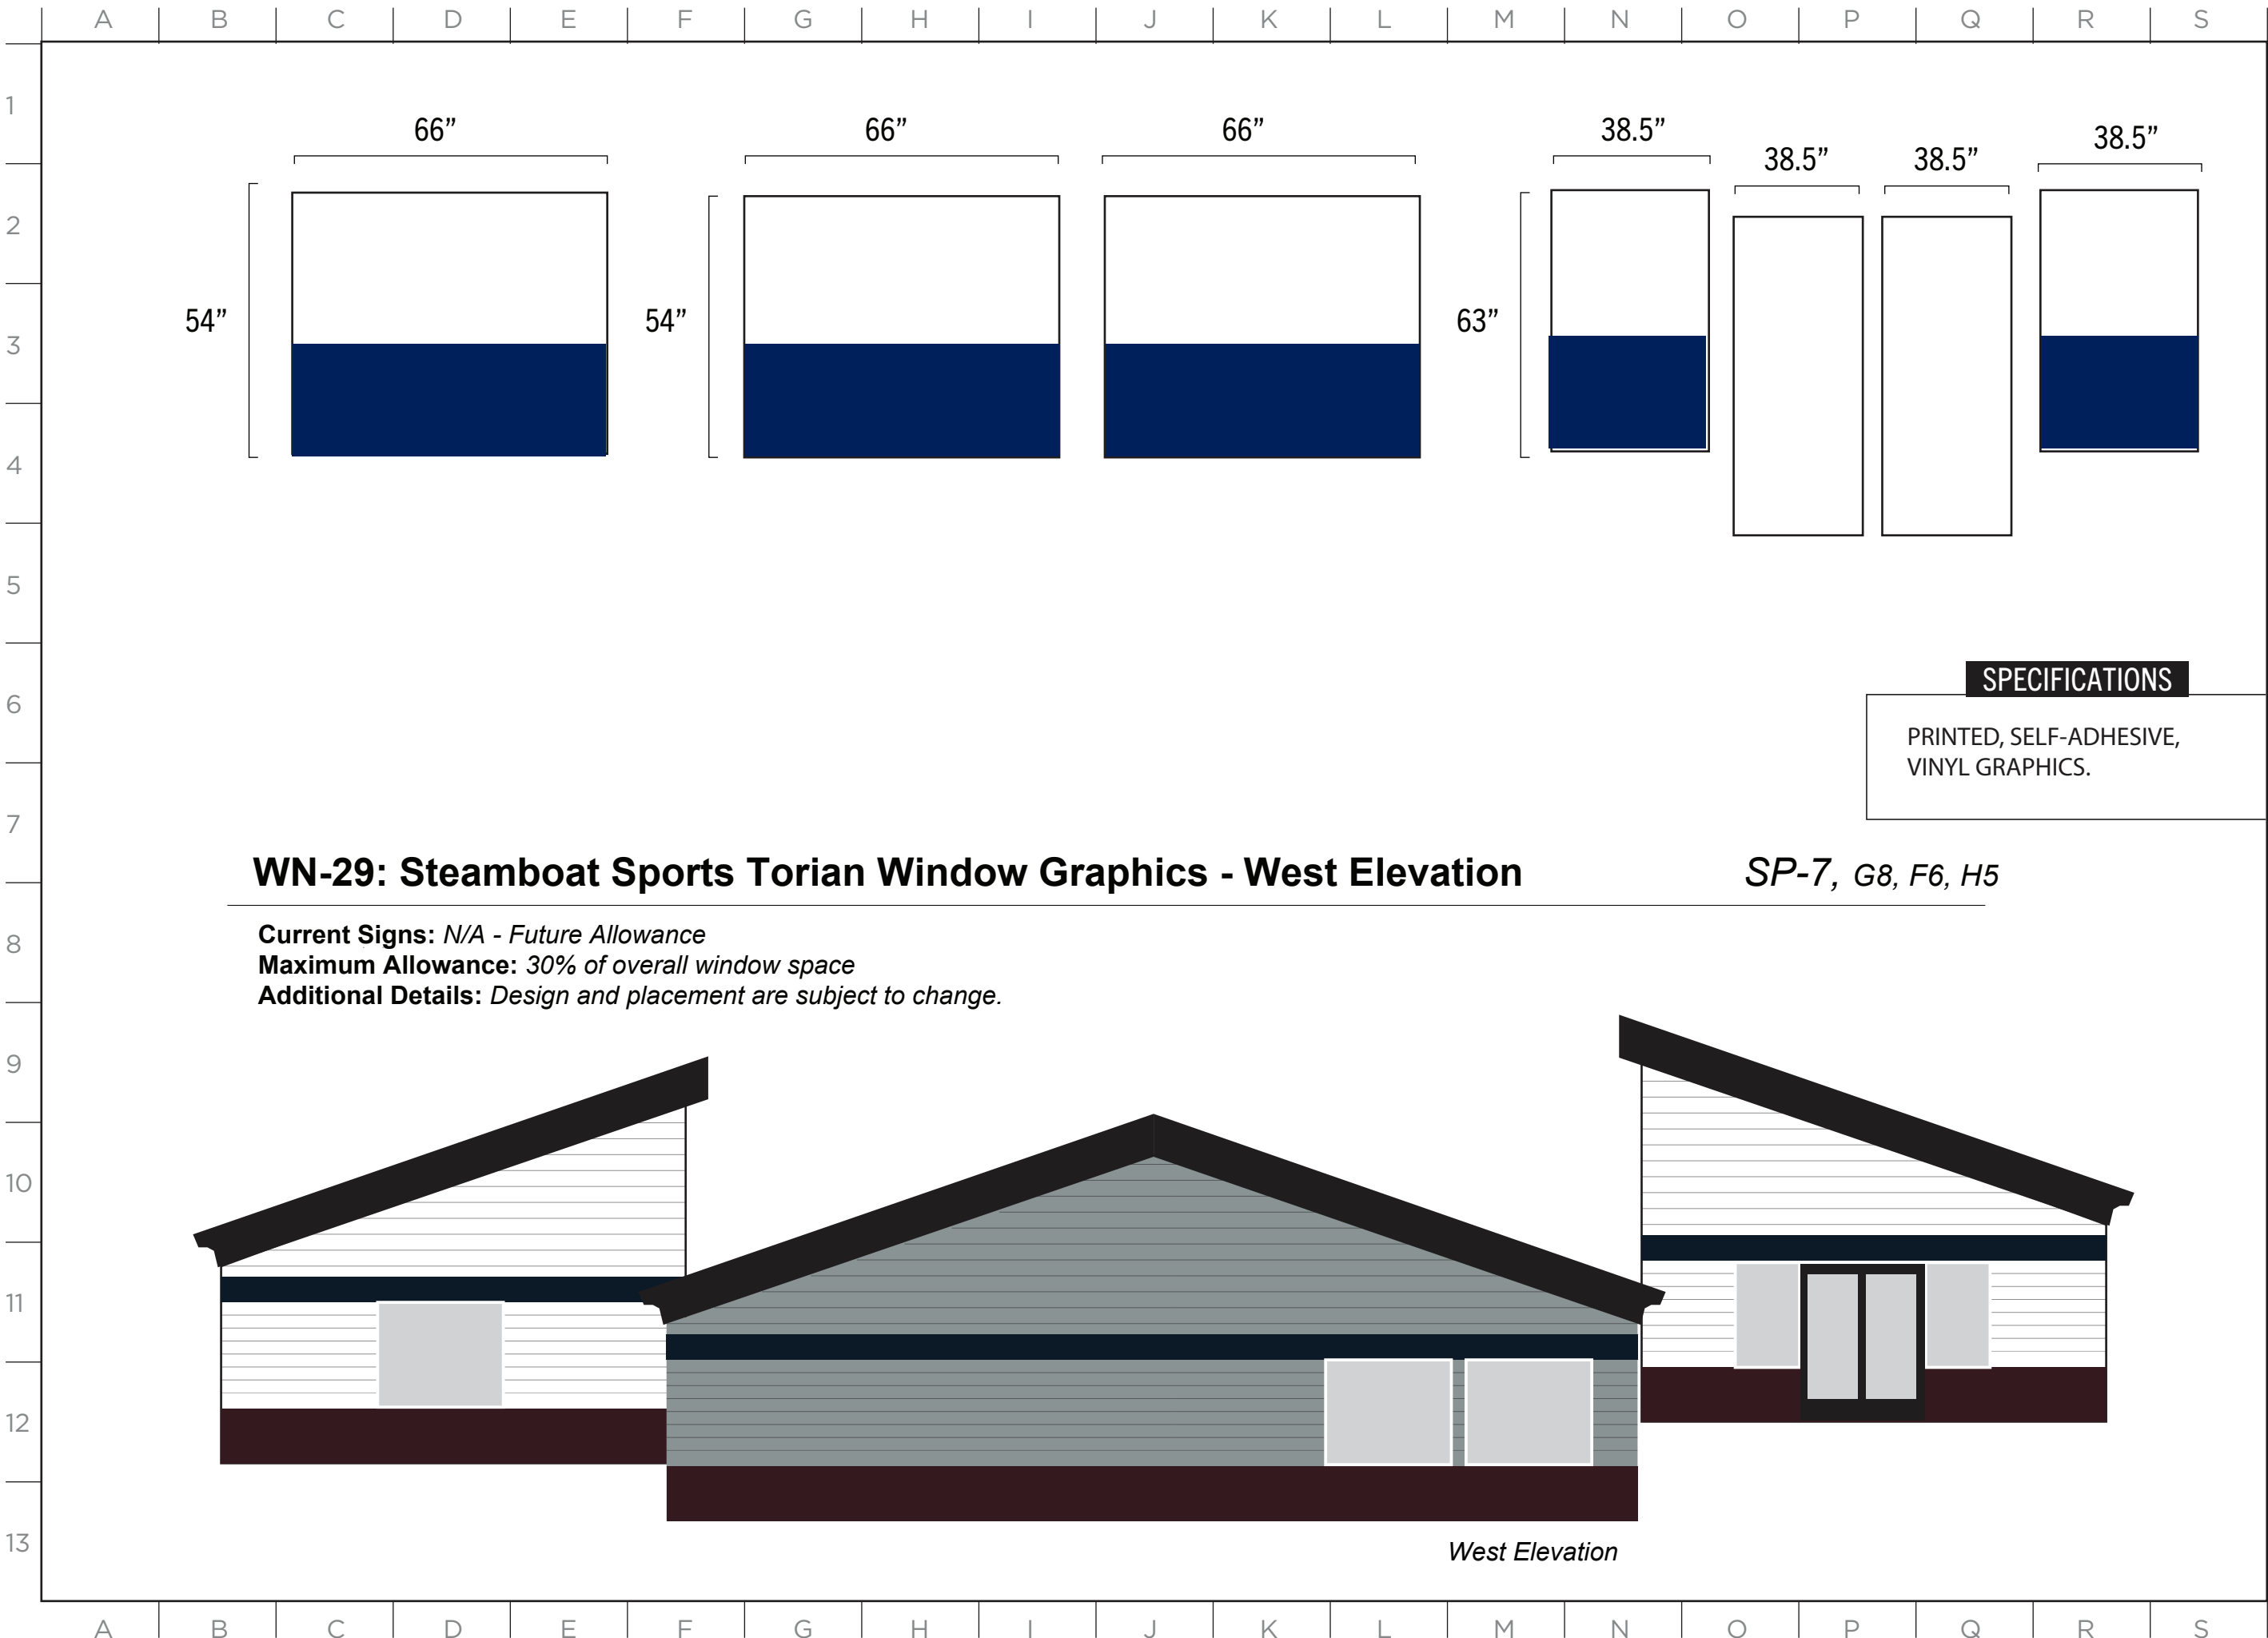 A B C D E F G H I J K L M N O P Q R S
1
66” 66” 66” 38.5” 38.5” 38.5” 38.5”
2
54” 54” 63”
3
4
5
6
SPECIFICATIONS
PRINTED, SELF-ADHESIVE,
VINYL GRAPHICS.
7
WN-29: Steamboat Sports Torian Window Graphics - West Elevation
SP-7, G8, F6, H5
8
Current Signs: N/A - Future Allowance
Maximum Allowance: 30% of overall window space
Additional Details: Design and placement are subject to change.
9
10
11
12
13
West Elevation
A B C D E F G H I J K L M N O P Q R S